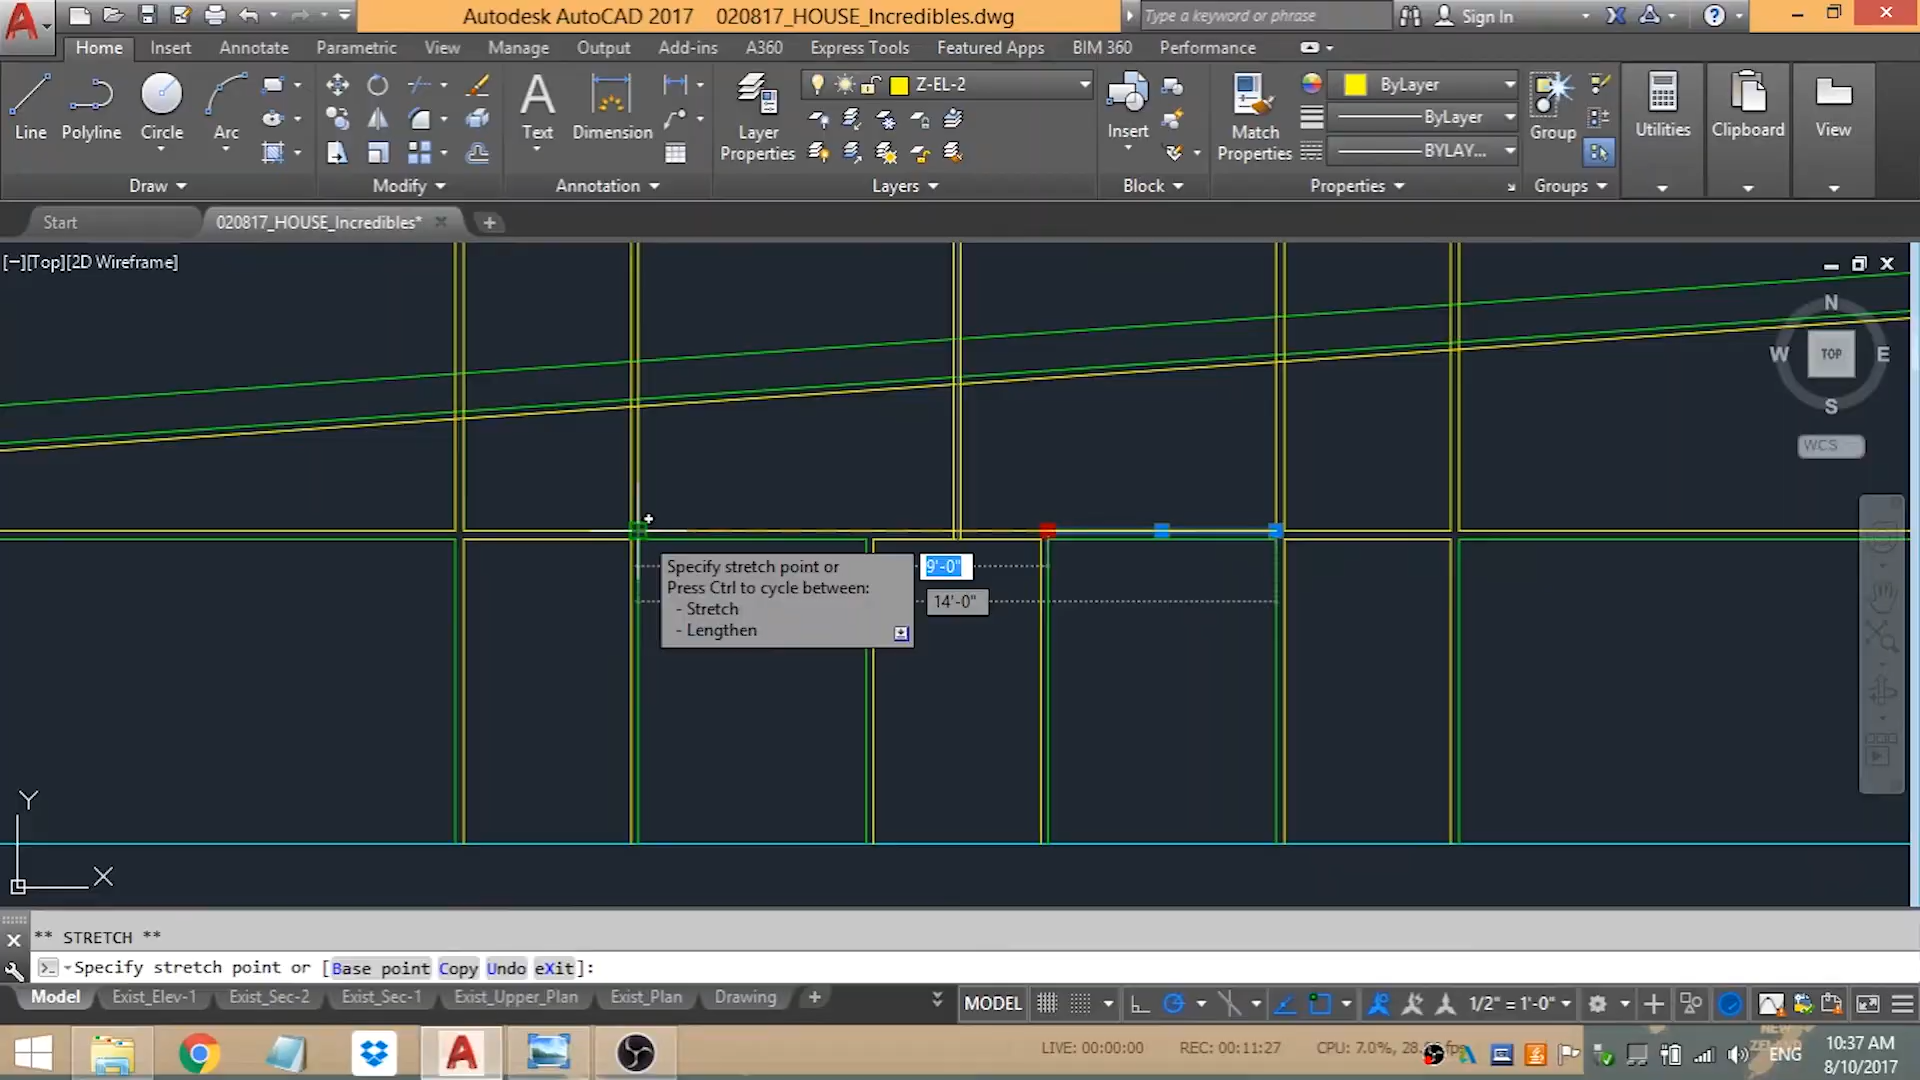 Autodesk AutoCAD 2017 020817_HOUSE_Incredibles.dwg
Type a keyword or phrase
Sign In
Home Insert Annotate Parametric View Manage Output Add-ins A360 Express Tools Featured Apps BIM 360 Performance
Z-EL-2
ByLayer
ByLayer
BYLAY...
Line Polyline Circle Arc
Text Dimension
Layer Properties
Insert
Match Properties
Group
Utilities Clipboard View
Draw Modify Annotation Layers Block Properties Groups
Start 020817_HOUSE_Incredibles*
[−][Top][2D Wireframe]
N
W TOP E
S
WCS
Specify stretch point or
Press Ctrl to cycle between:
- Stretch
- Lengthen
9'-0"
14'-0"
Y
X
** STRETCH **
Specify stretch point or [Base point Copy Undo eXit]:
Model Exist_Elev-1 Exist_Sec-2 Exist_Sec-1 Exist_Upper_Plan Exist_Plan Drawing
MODEL 1/2" = 1'-0"
LIVE: 00:00:00 REC: 00:11:27 CPU: 7.0%,
ENG
10:37 AM
8/10/2017